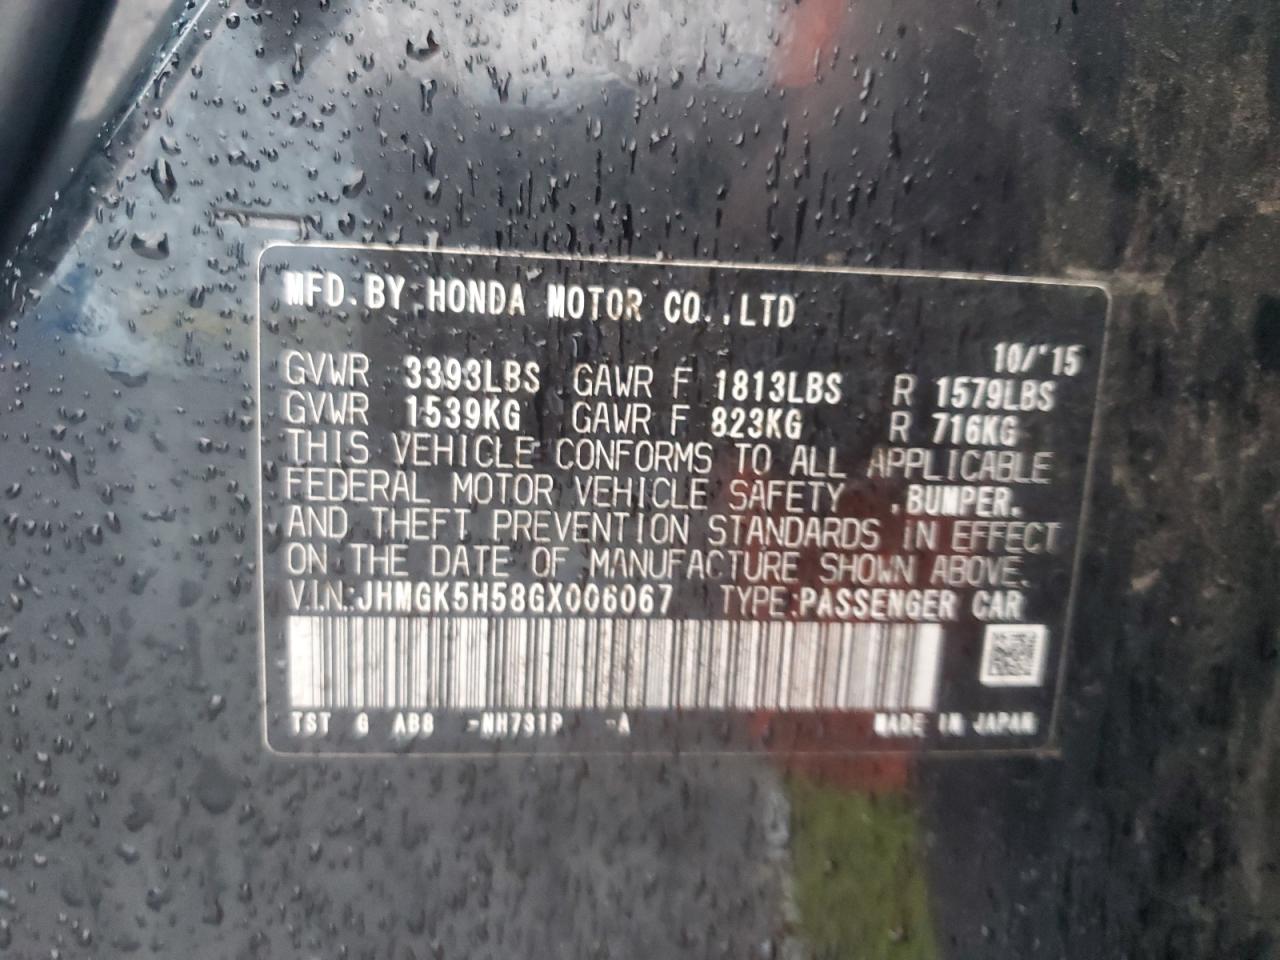 MFD. BY HONDA MOTOR CO., LTD
10/'15
GVWR 3393LBS GAWR F 1813LBS R 1579LBS
GVWR 1539KG GAWR F 823KG R 716KG
THIS VEHICLE CONFORMS TO ALL APPLICABLE
FEDERAL MOTOR VEHICLE SAFETY , BUMPER,
AND THEFT PREVENTION STANDARDS IN EFFECT
ON THE DATE OF MANUFACTURE SHOWN ABOVE.
V.I.N.: JHMGK5H58GX006067 TYPE: PASSENGER CAR
TST G AB8 -NH731P -A MADE IN JAPAN